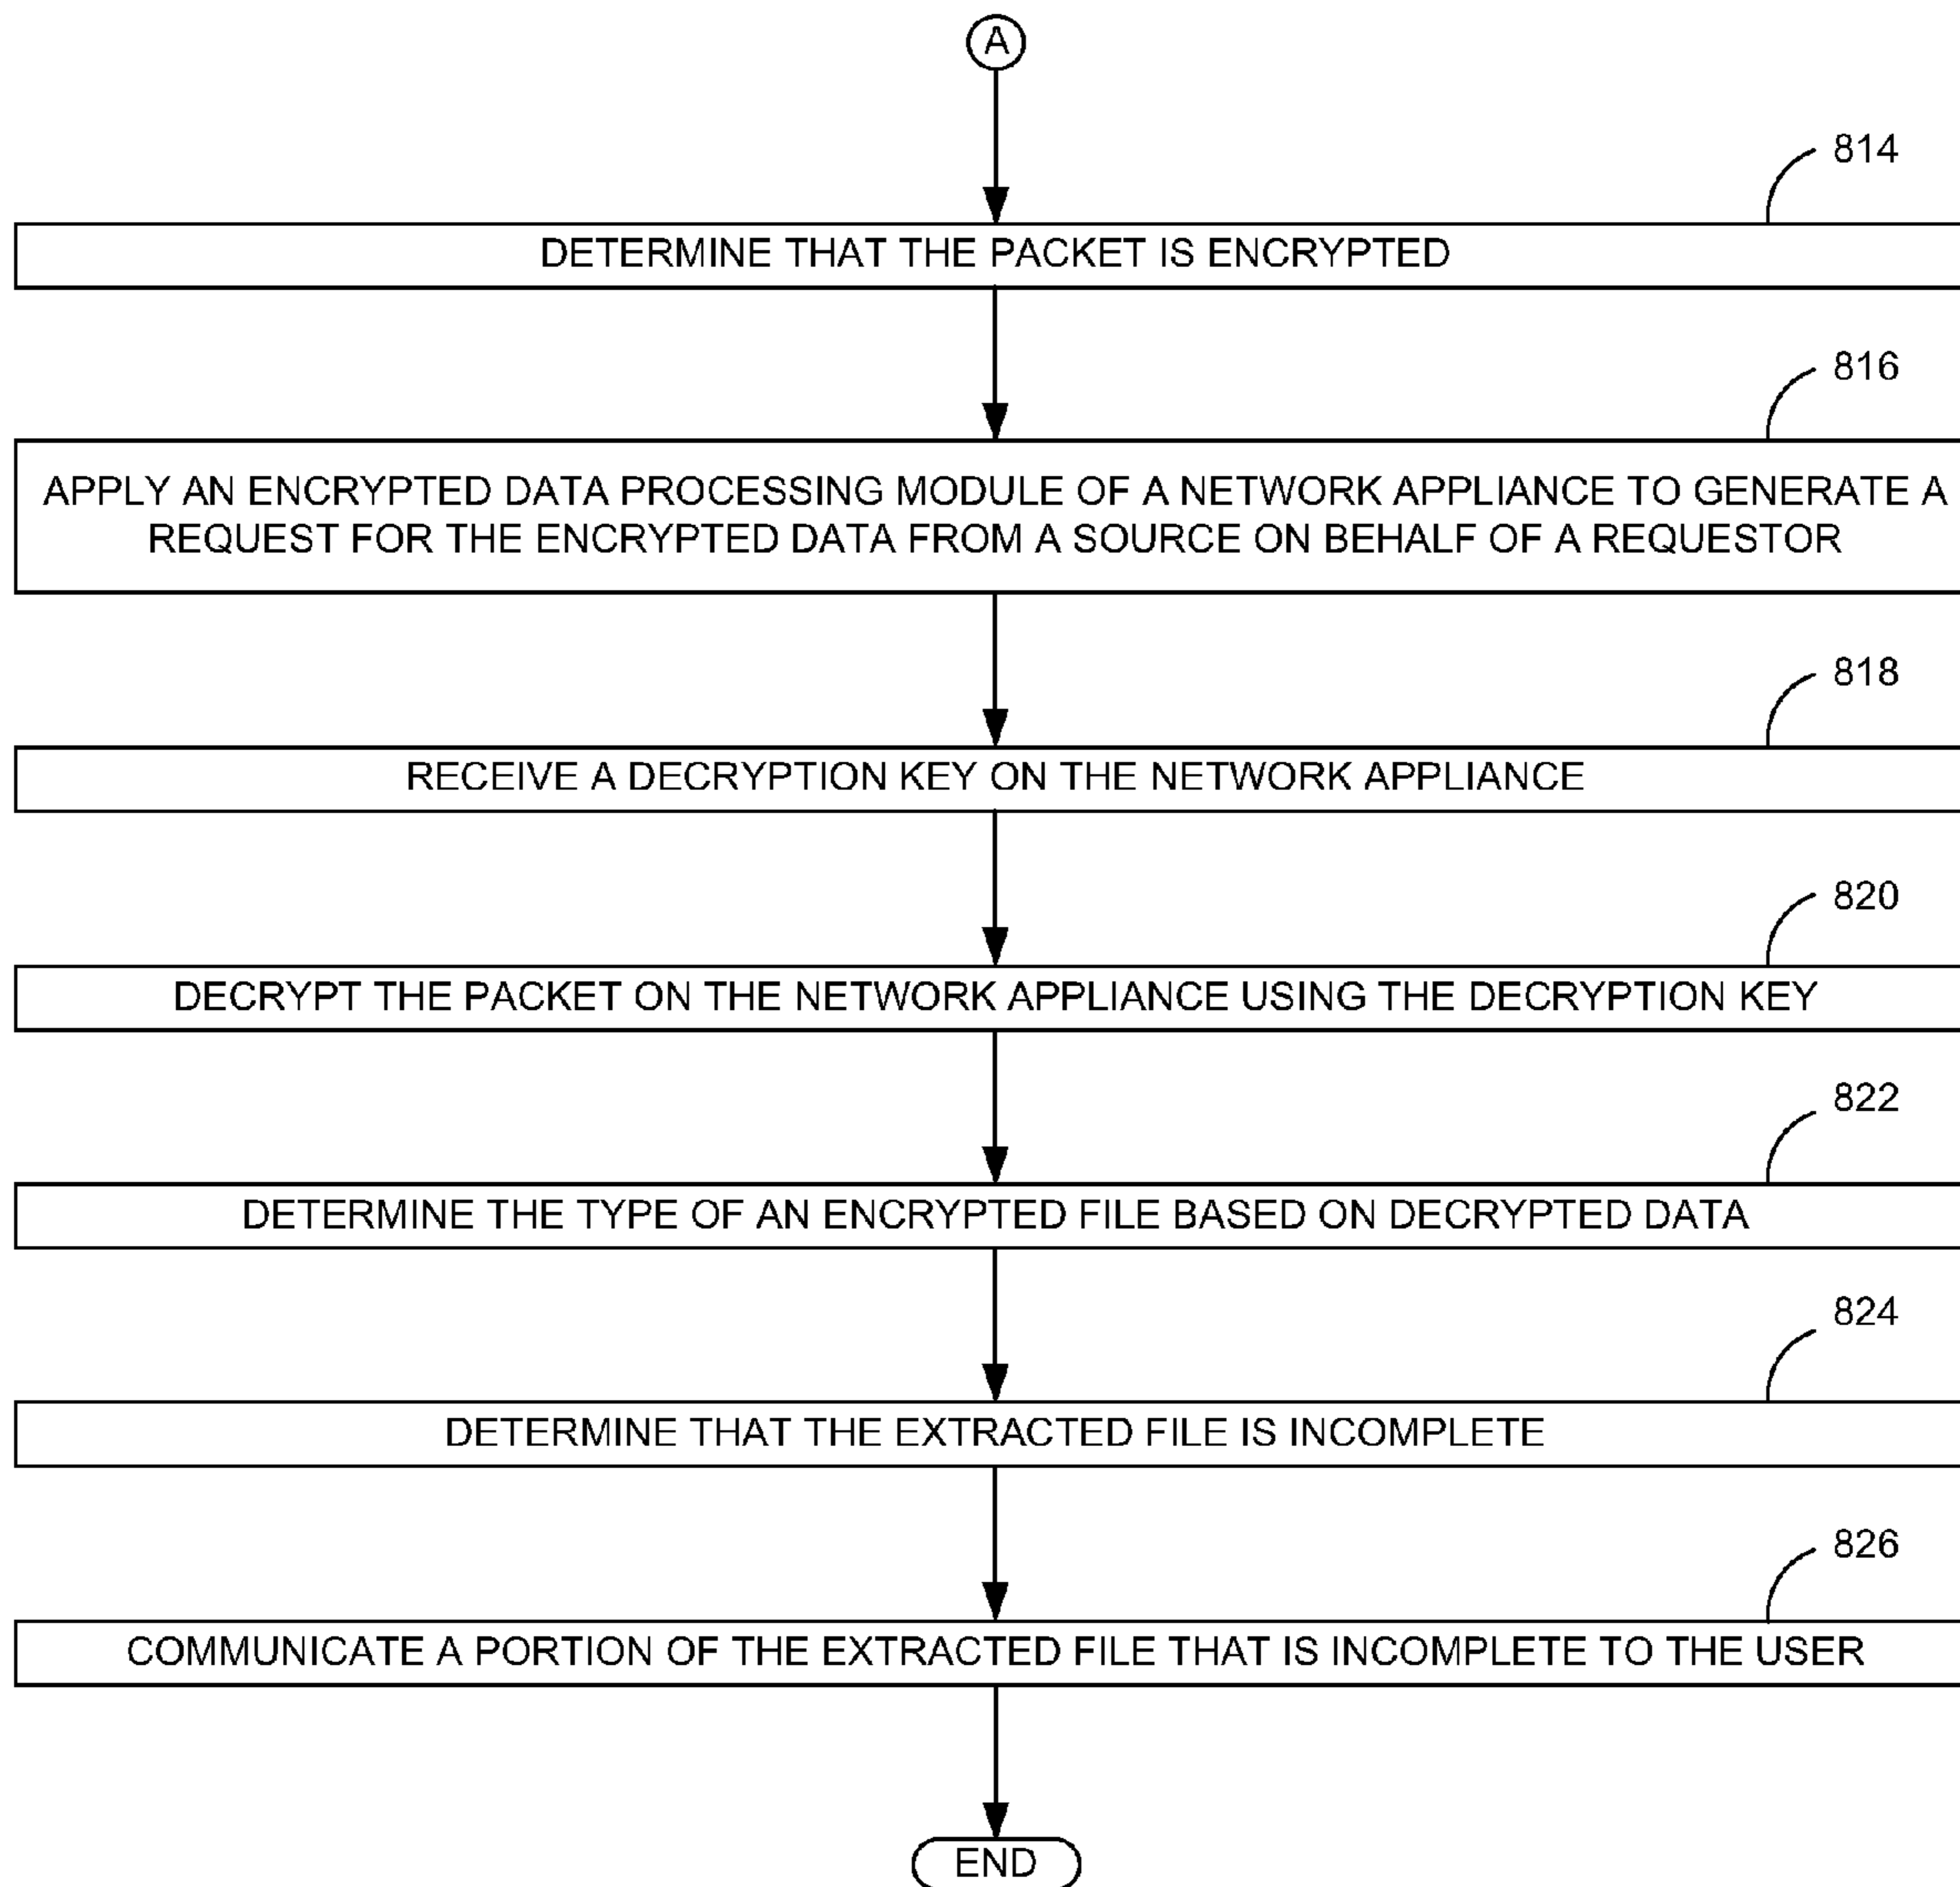 A
814
DETERMINE THAT THE PACKET IS ENCRYPTED
816
APPLY AN ENCRYPTED DATA PROCESSING MODULE OF A NETWORK APPLIANCE TO GENERATE A
REQUEST FOR THE ENCRYPTED DATA FROM A SOURCE ON BEHALF OF A REQUESTOR
818
RECEIVE A DECRYPTION KEY ON THE NETWORK APPLIANCE
820
DECRYPT THE PACKET ON THE NETWORK APPLIANCE USING THE DECRYPTION KEY
822
DETERMINE THE TYPE OF AN ENCRYPTED FILE BASED ON DECRYPTED DATA
824
DETERMINE THAT THE EXTRACTED FILE IS INCOMPLETE
826
COMMUNICATE A PORTION OF THE EXTRACTED FILE THAT IS INCOMPLETE TO THE USER
END